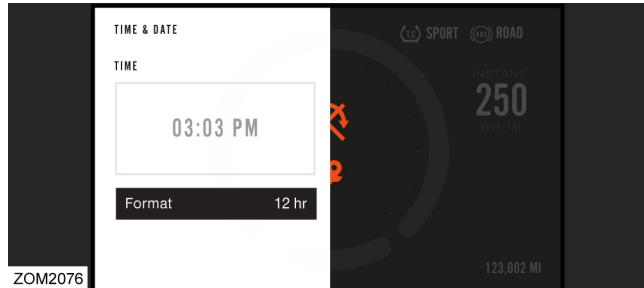 TIME & DATE
TIME
03:03 PM
Format 12 hr
TC SPORT ABS ROAD
INSTANT
250
WH/MI
123,002 MI
ZOM2076